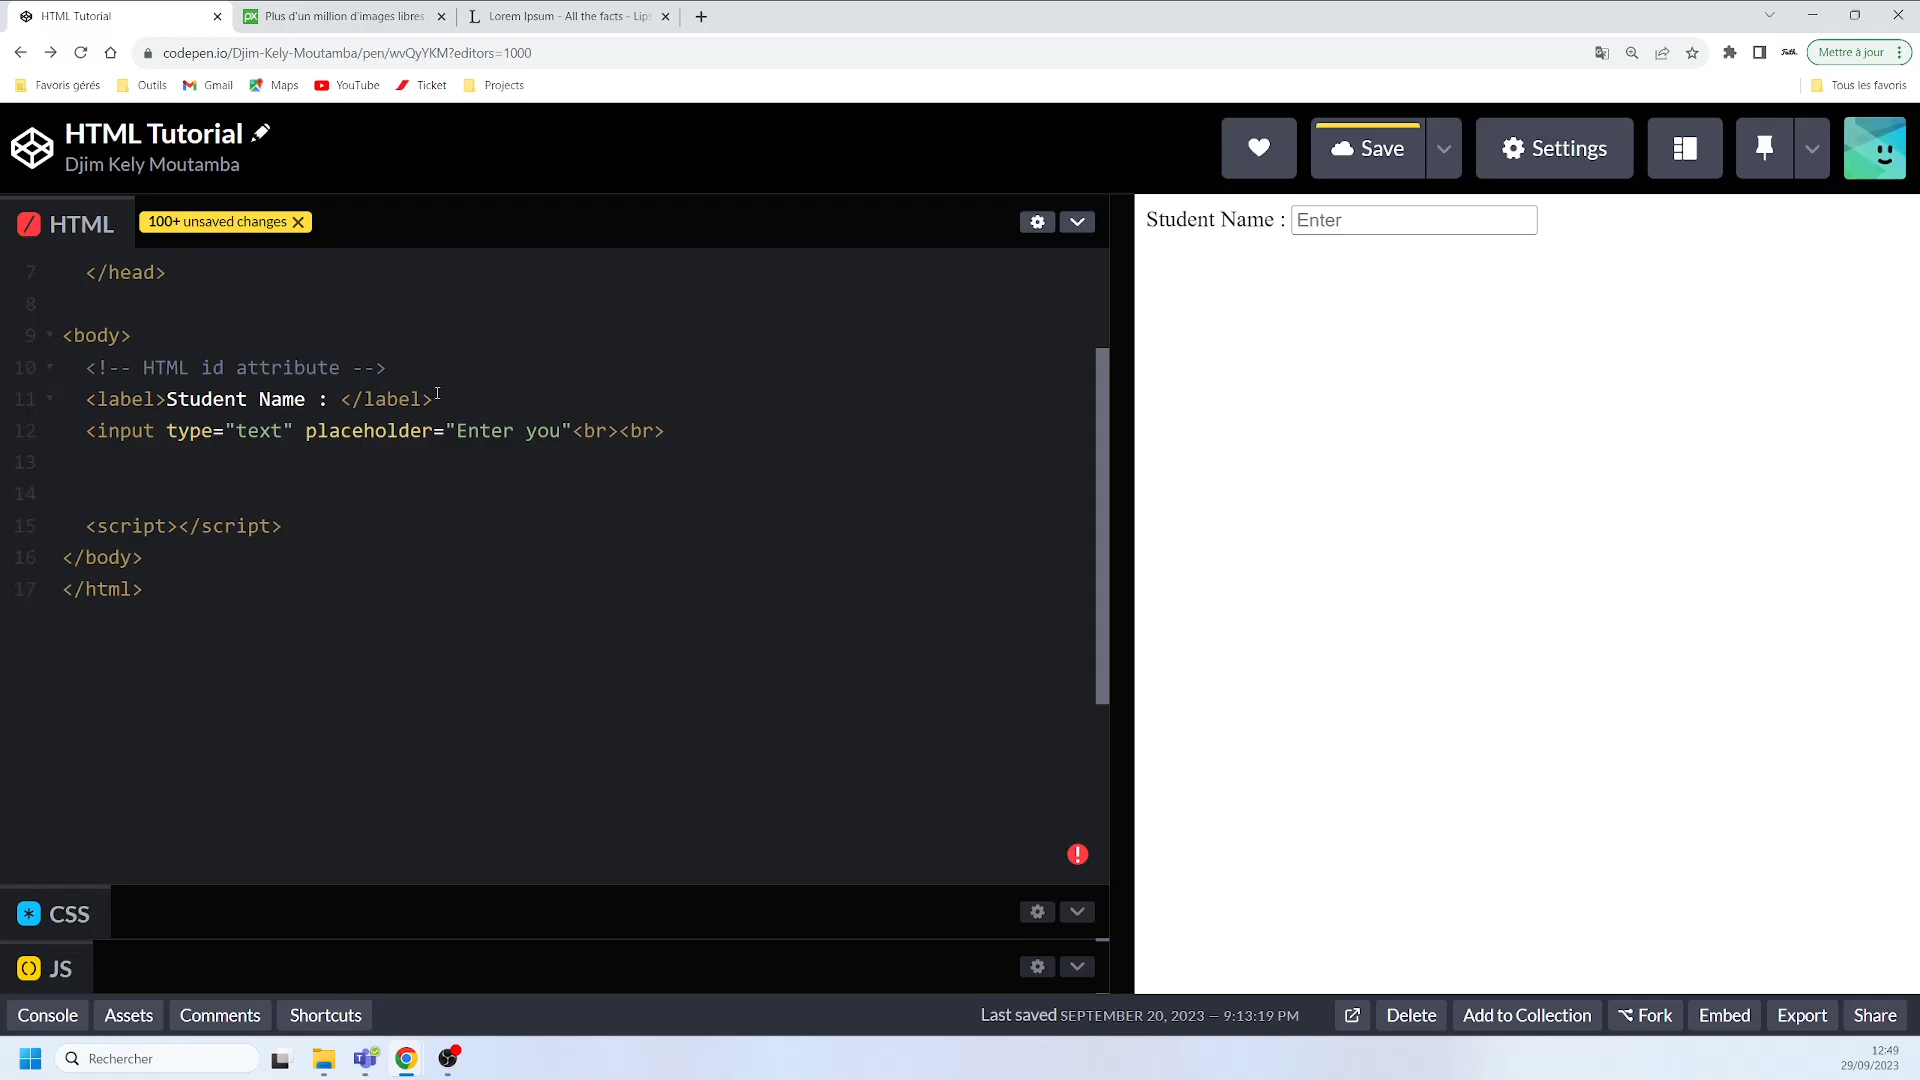 HTML Tutorial
Plus d'un million d'images libres
Lorem Ipsum - All the facts - Lips
codepen.io/Djim-Kely-Moutamba/pen/wvQyYKM?editors=1000
Mettre à jour
Favoris gérés
Outils
Gmail
Maps
YouTube
Ticket
Projects
Tous les favoris
HTML Tutorial
Djim Kely Moutamba
Save
Settings
HTML
100+ unsaved changes
7 </head>
8
9 <body>
10 <!-- HTML id attribute -->
11 <label>Student Name : </label>
12 <input type="text" placeholder="Enter you"<br><br>
13
14
15 <script></script>
16 </body>
17 </html>
Student Name : Enter
CSS
JS
Console
Assets
Comments
Shortcuts
Last saved SEPTEMBER 20, 2023 — 9:13:19 PM
Delete
Add to Collection
Fork
Embed
Export
Share
Rechercher
12:49
29/09/2023